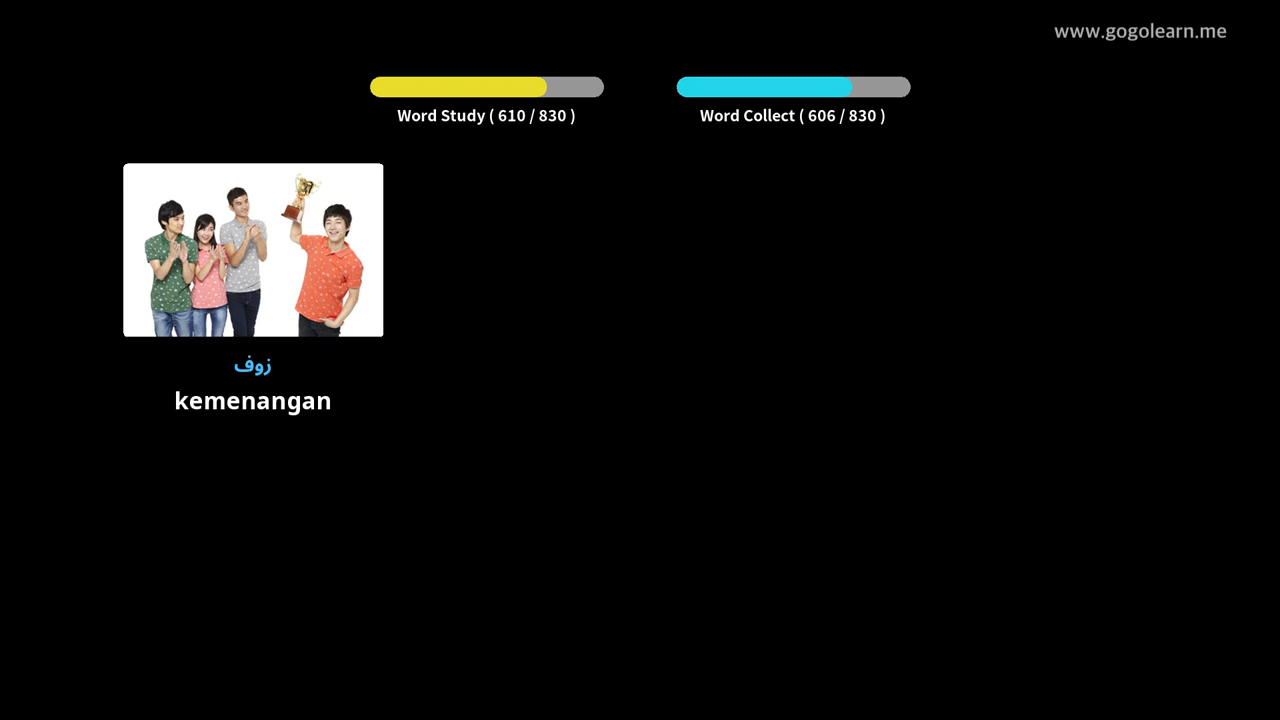 www.gogolearn.me
Word Study ( 610 / 830 )
Word Collect ( 606 / 830 )
زوف
kemenangan